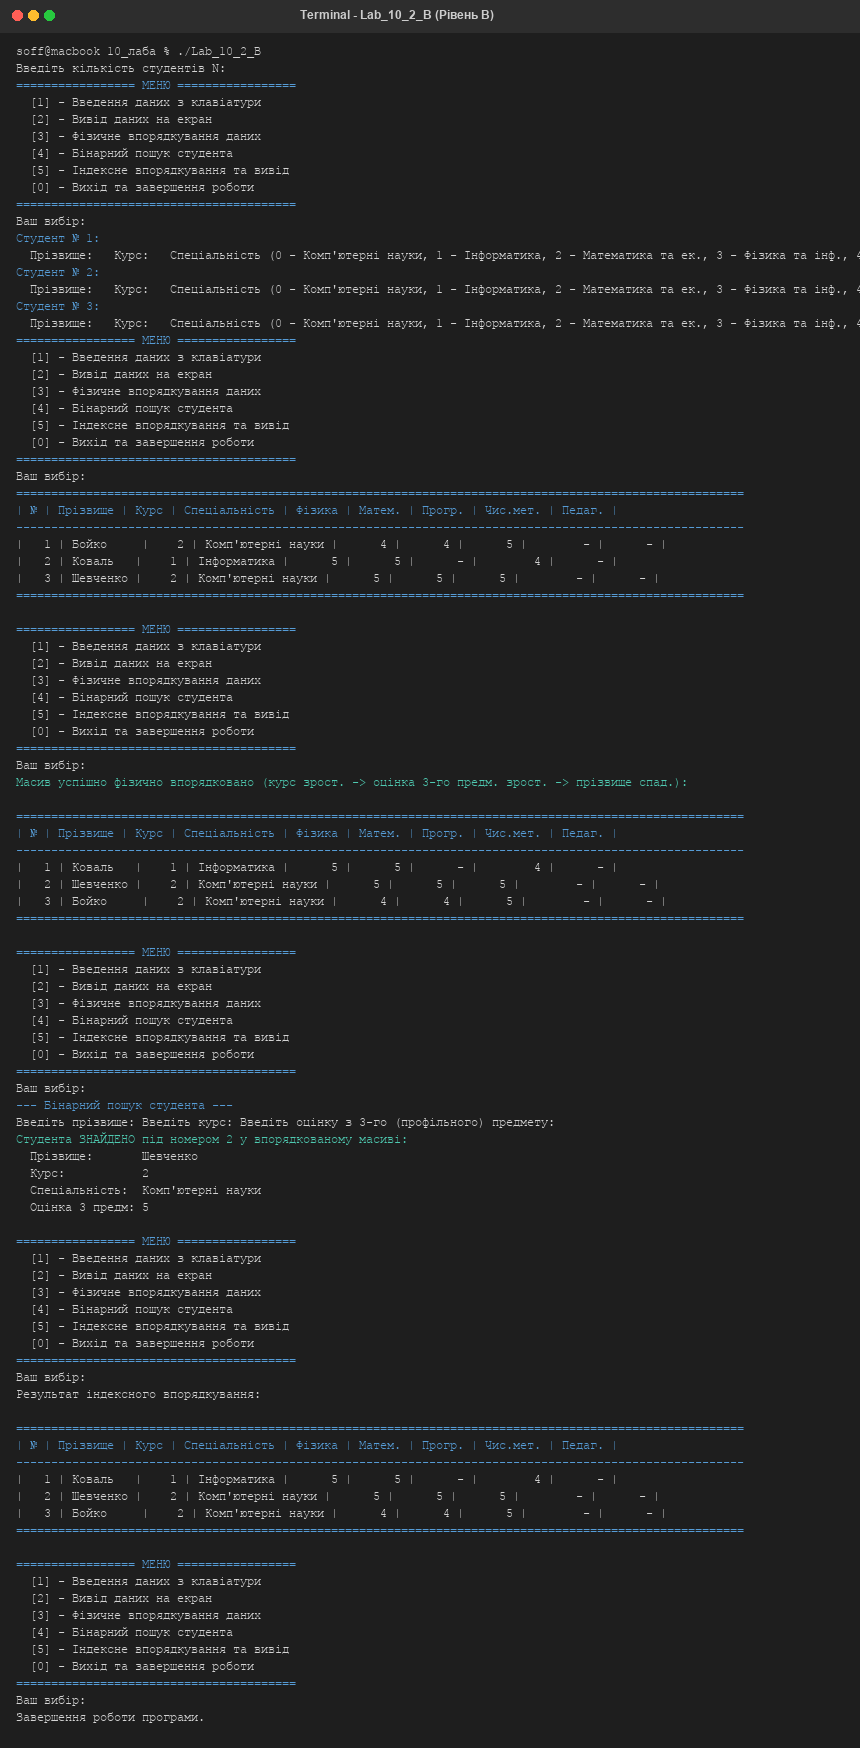 Terminal - Lab_10_2_B (Рівень B)
soff@macbook 10_лаба % ./Lab_10_2_B
Введіть кількість студентів N:
================= МЕНЮ =================
[1] - Введення даних з клавіатури
[2] - Вивід даних на екран
[3] - Фізичне впорядкування даних
[4] - Бінарний пошук студента
[5] - Індексне впорядкування та вивід
[0] - Вихід та завершення роботи
========================================
Ваш вибір:
Студент № 1:
Прізвище:   Курс:   Спеціальність (0 - Комп'ютерні науки, 1 - Інформатика, 2 - Математика та ек., 3 - Фізика та інф., 4
Студент № 2:
Прізвище:   Курс:   Спеціальність (0 - Комп'ютерні науки, 1 - Інформатика, 2 - Математика та ек., 3 - Фізика та інф., 4
Студент № 3:
Прізвище:   Курс:   Спеціальність (0 - Комп'ютерні науки, 1 - Інформатика, 2 - Математика та ек., 3 - Фізика та інф., 4
================= МЕНЮ =================
[1] - Введення даних з клавіатури
[2] - Вивід даних на екран
[3] - Фізичне впорядкування даних
[4] - Бінарний пошук студента
[5] - Індексне впорядкування та вивід
[0] - Вихід та завершення роботи
========================================
Ваш вибір:
========================================================================================================
| № | Прізвище | Курс | Спеціальність | Фізика | Матем. | Прогр. | Чис.мет. | Педаг. |
--------------------------------------------------------------------------------------------------------
|   1 | Бойко     |    2 | Комп'ютерні науки |      4 |      4 |      5 |        - |      - |
|   2 | Коваль   |    1 | Інформатика |      5 |      5 |      - |        4 |      - |
|   3 | Шевченко |    2 | Комп'ютерні науки |      5 |      5 |      5 |        - |      - |
========================================================================================================
================= МЕНЮ =================
[1] - Введення даних з клавіатури
[2] - Вивід даних на екран
[3] - Фізичне впорядкування даних
[4] - Бінарний пошук студента
[5] - Індексне впорядкування та вивід
[0] - Вихід та завершення роботи
========================================
Ваш вибір:
Масив успішно фізично впорядковано (курс зрост. -> оцінка 3-го предм. зрост. -> прізвище спад.):
========================================================================================================
| № | Прізвище | Курс | Спеціальність | Фізика | Матем. | Прогр. | Чис.мет. | Педаг. |
--------------------------------------------------------------------------------------------------------
|   1 | Коваль   |    1 | Інформатика |      5 |      5 |      - |        4 |      - |
|   2 | Шевченко |    2 | Комп'ютерні науки |      5 |      5 |      5 |        - |      - |
|   3 | Бойко     |    2 | Комп'ютерні науки |      4 |      4 |      5 |        - |      - |
========================================================================================================
================= МЕНЮ =================
[1] - Введення даних з клавіатури
[2] - Вивід даних на екран
[3] - Фізичне впорядкування даних
[4] - Бінарний пошук студента
[5] - Індексне впорядкування та вивід
[0] - Вихід та завершення роботи
========================================
Ваш вибір:
--- Бінарний пошук студента ---
Введіть прізвище: Введіть курс: Введіть оцінку з 3-го (профільного) предмету:
Студента ЗНАЙДЕНО під номером 2 у впорядкованому масиві:
Прізвище:       Шевченко
Курс:           2
Спеціальність:  Комп'ютерні науки
Оцінка 3 предм: 5
================= МЕНЮ =================
[1] - Введення даних з клавіатури
[2] - Вивід даних на екран
[3] - Фізичне впорядкування даних
[4] - Бінарний пошук студента
[5] - Індексне впорядкування та вивід
[0] - Вихід та завершення роботи
========================================
Ваш вибір:
Результат індексного впорядкування:
========================================================================================================
| № | Прізвище | Курс | Спеціальність | Фізика | Матем. | Прогр. | Чис.мет. | Педаг. |
--------------------------------------------------------------------------------------------------------
|   1 | Коваль   |    1 | Інформатика |      5 |      5 |      - |        4 |      - |
|   2 | Шевченко |    2 | Комп'ютерні науки |      5 |      5 |      5 |        - |      - |
|   3 | Бойко     |    2 | Комп'ютерні науки |      4 |      4 |      5 |        - |      - |
========================================================================================================
================= МЕНЮ =================
[1] - Введення даних з клавіатури
[2] - Вивід даних на екран
[3] - Фізичне впорядкування даних
[4] - Бінарний пошук студента
[5] - Індексне впорядкування та вивід
[0] - Вихід та завершення роботи
========================================
Ваш вибір:
Завершення роботи програми.